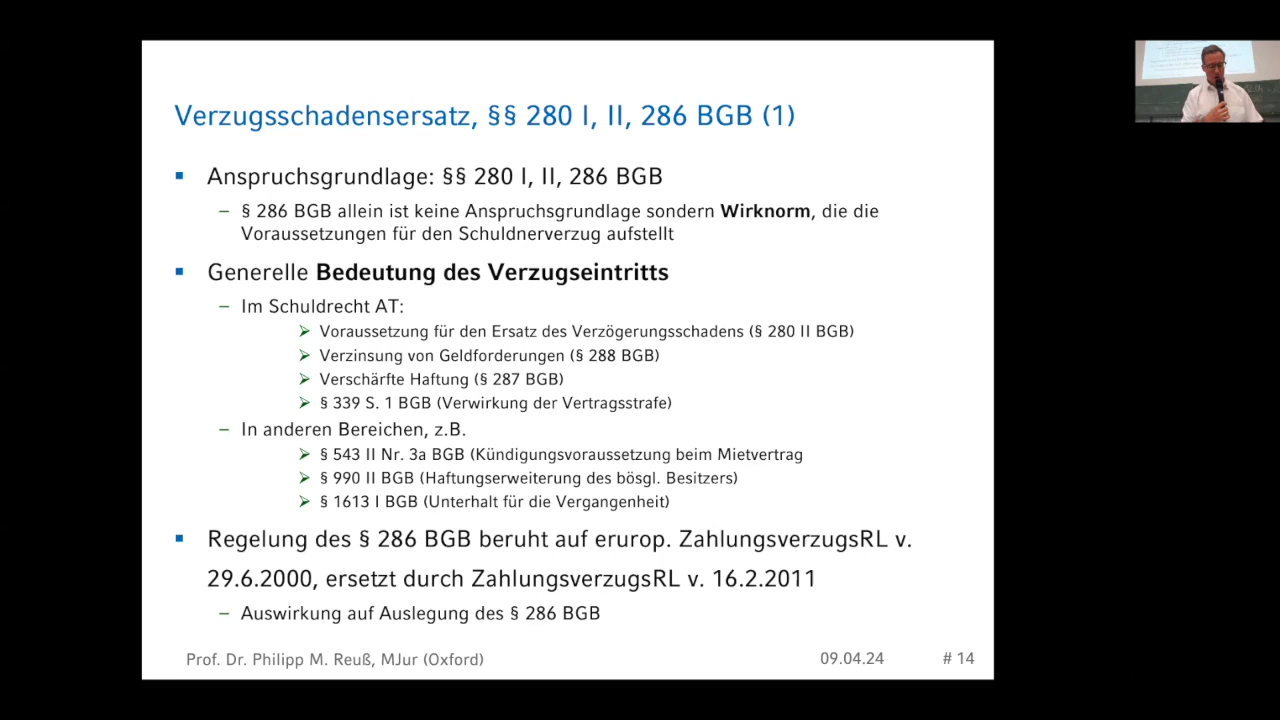 Verzugsschadensersatz, §§ 280 I, II, 286 BGB (1)
▪ Anspruchsgrundlage: §§ 280 I, II, 286 BGB
– § 286 BGB allein ist keine Anspruchsgrundlage sondern Wirknorm, die die
Voraussetzungen für den Schuldnerverzug aufstellt
▪ Generelle Bedeutung des Verzugseintritts
– Im Schuldrecht AT:
➢ Voraussetzung für den Ersatz des Verzögerungsschadens (§ 280 II BGB)
➢ Verzinsung von Geldforderungen (§ 288 BGB)
➢ Verschärfte Haftung (§ 287 BGB)
➢ § 339 S. 1 BGB (Verwirkung der Vertragsstrafe)
– In anderen Bereichen, z.B.
➢ § 543 II Nr. 3a BGB (Kündigungsvoraussetzung beim Mietvertrag
➢ § 990 II BGB (Haftungserweiterung des bösgl. Besitzers)
➢ § 1613 I BGB (Unterhalt für die Vergangenheit)
▪ Regelung des § 286 BGB beruht auf erurop. ZahlungsverzugsRL v.
29.6.2000, ersetzt durch ZahlungsverzugsRL v. 16.2.2011
– Auswirkung auf Auslegung des § 286 BGB
Prof. Dr. Philipp M. Reuß, MJur (Oxford) 09.04.24 # 14